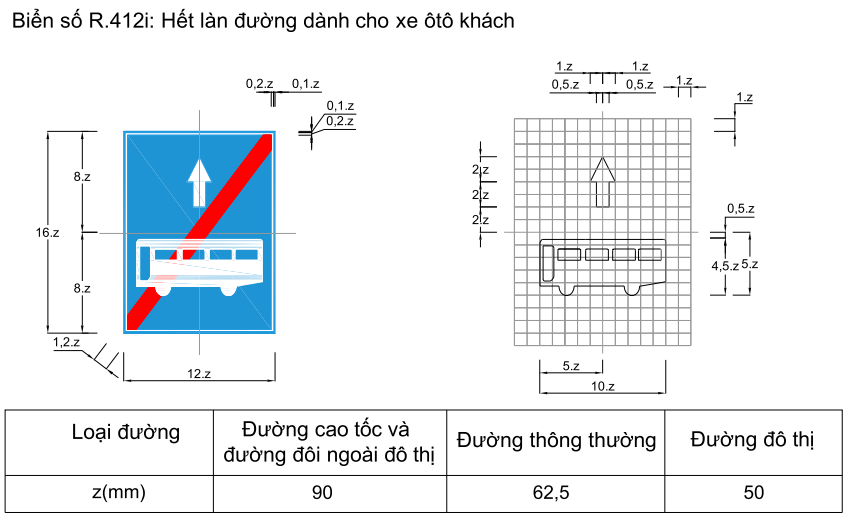 Biển số R.412i: Hết làn đường dành cho xe ôtô khách
0,2.z 0,1.z
0,1.z
0,2.z
8.z
16.z
8.z
1,2.z
12.z
1.z 1.z
0,5.z 0,5.z
1.z
1.z
2.z
2.z
2.z
0,5.z
4,5.z 5.z
5.z
10.z
Loại đường
Đường cao tốc và
đường đôi ngoài đô thị
Đường thông thường
Đường đô thị
z(mm) 90 62,5 50